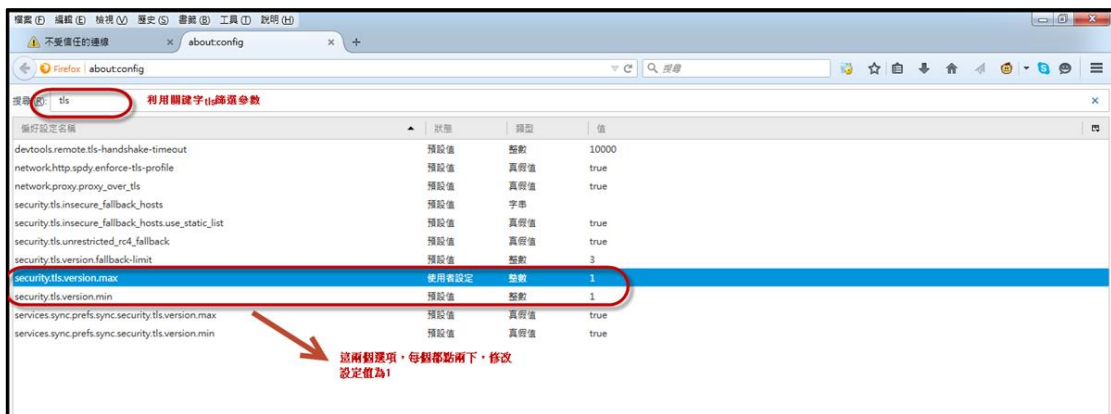 檔案(F) 編輯(E) 檢視(V) 歷史(S) 書籤(B) 工具(T) 說明(H)
不受信任的連線 × about:config × +
Firefox about:config 搜尋
搜尋(R): tls 利用關鍵字tls篩選參數 ×
偏好設定名稱 狀態 類型 值
devtools.remote.tls-handshake-timeout 預設值 整數 10000
network.http.spdy.enforce-tls-profile 預設值 真假值 true
network.proxy.proxy_over_tls 預設值 真假值 true
security.tls.insecure_fallback_hosts 預設值 字串
security.tls.insecure_fallback_hosts.use_static_list 預設值 真假值 true
security.tls.unrestricted_rc4_fallback 預設值 真假值 true
security.tls.version.fallback-limit 預設值 整數 3
security.tls.version.max 使用者設定 整數 1
security.tls.version.min 預設值 整數 1
services.sync.prefs.sync.security.tls.version.max 預設值 真假值 true
services.sync.prefs.sync.security.tls.version.min 預設值 真假值 true
這兩個選項，每個都點兩下，修改
設定值為1